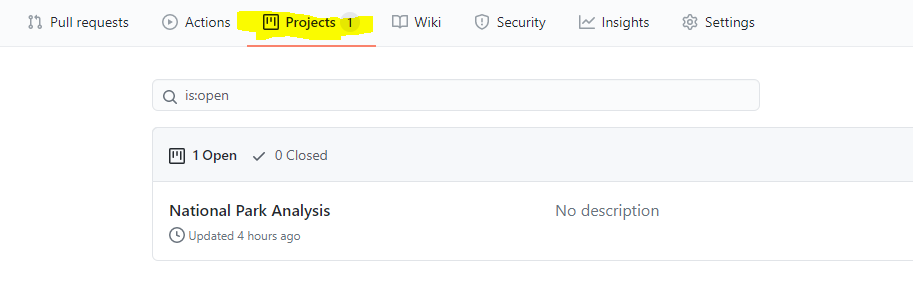 Pull requests Actions Projects 1 Wiki Security Insights Settings
is:open
1 Open 0 Closed
National Park Analysis No description
Updated 4 hours ago